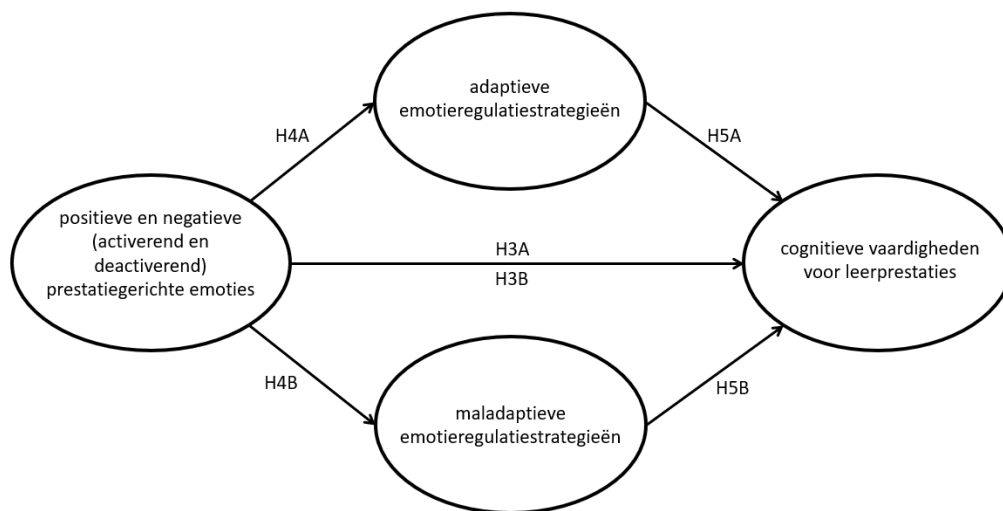 adaptieve
emotieregulatiestrategieën
H4A
H5A
positieve en negatieve
(activerend en
deactiverend)
prestatiegerichte emoties
H3A
H3B
cognitieve vaardigheden
voor leerprestaties
H4B
H5B
maladaptieve
emotieregulatiestrategieën